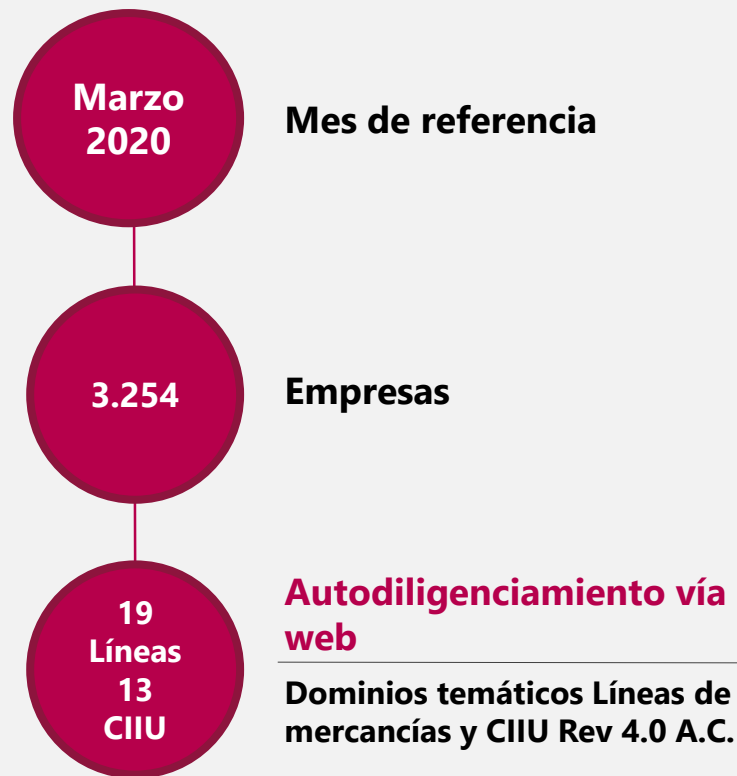 Marzo
2020
Mes de referencia
3.254
Empresas
19
Líneas
13
CIIU
Autodiligenciamiento vía
web
Dominios temáticos Líneas de
mercancías y CIIU Rev 4.0 A.C.